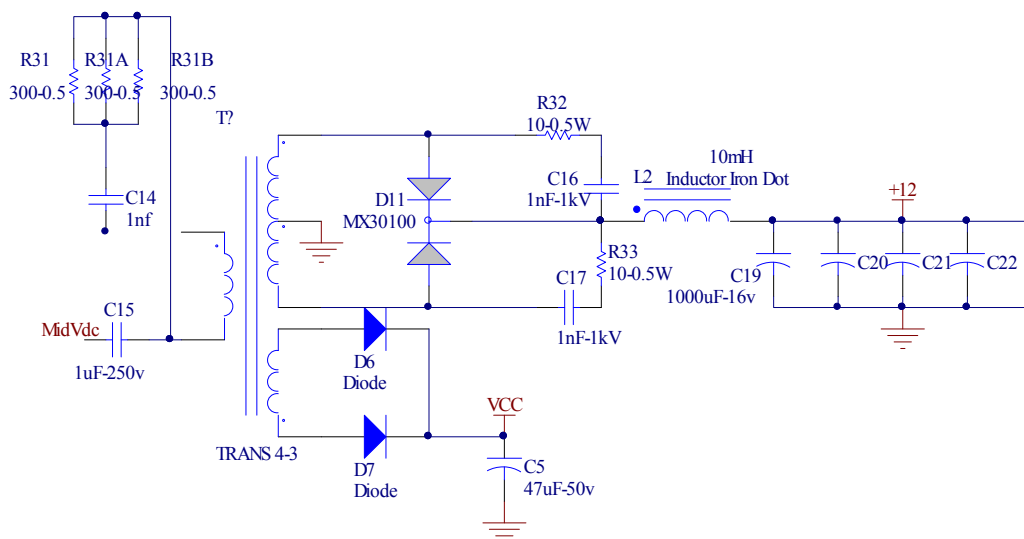 R31 R31A R31B
300-0.5 300-0.5 300-0.5
T?
R32
10-0.5W
C14
1nf
D11
MX30100
C16
1nF-1kV
10mH
L2 Inductor Iron Dot
+12
R33
10-0.5W
C19 C20 C21 C22
1000uF-16v
C17
1nF-1kV
C15
MidVdc
1uF-250v
D6
Diode
VCC
TRANS 4-3
D7
Diode
C5
47uF-50v